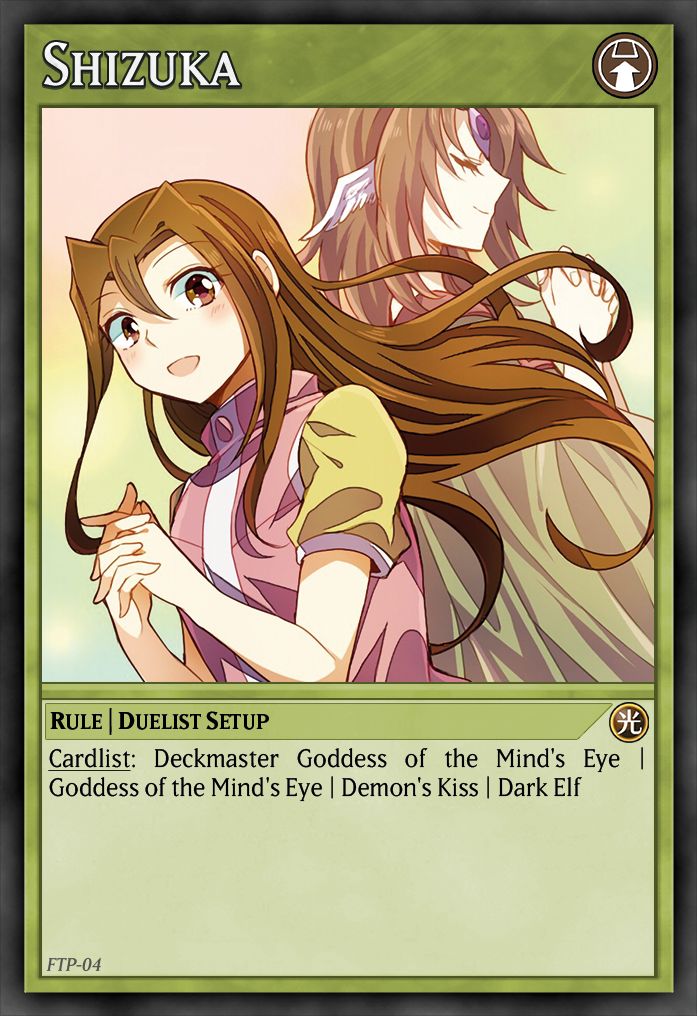 Shizuka
Rule | Duelist Setup
光
Cardlist: Deckmaster Goddess of the Mind's Eye |
Goddess of the Mind's Eye | Demon's Kiss | Dark Elf
FTP-04